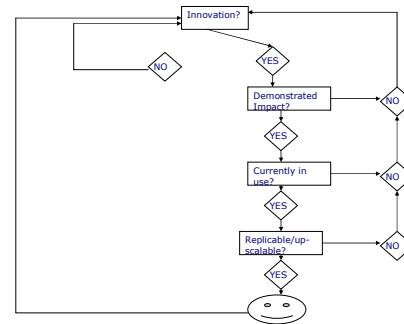 Innovation?
YES
NO
Demonstrated
Impact?
NO
YES
Currently in
use?
NO
YES
Replicable/up-
scalable?
NO
YES